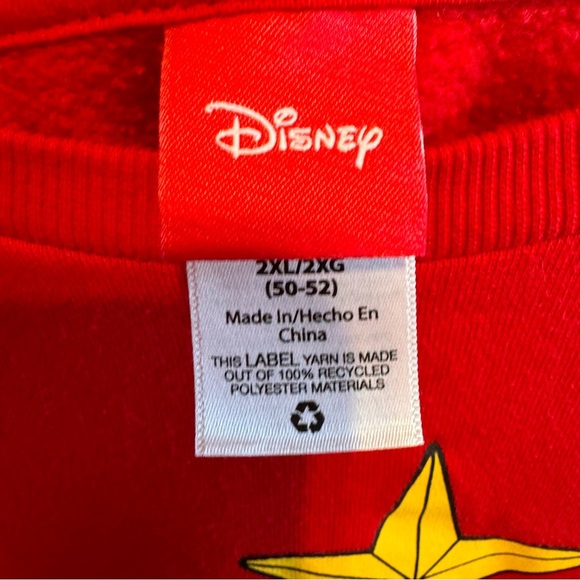 Disney
2XL/2XG
(50-52)
Made In/Hecho En
China
THIS LABEL YARN IS MADE
OUT OF 100% RECYCLED
POLYESTER MATERIALS